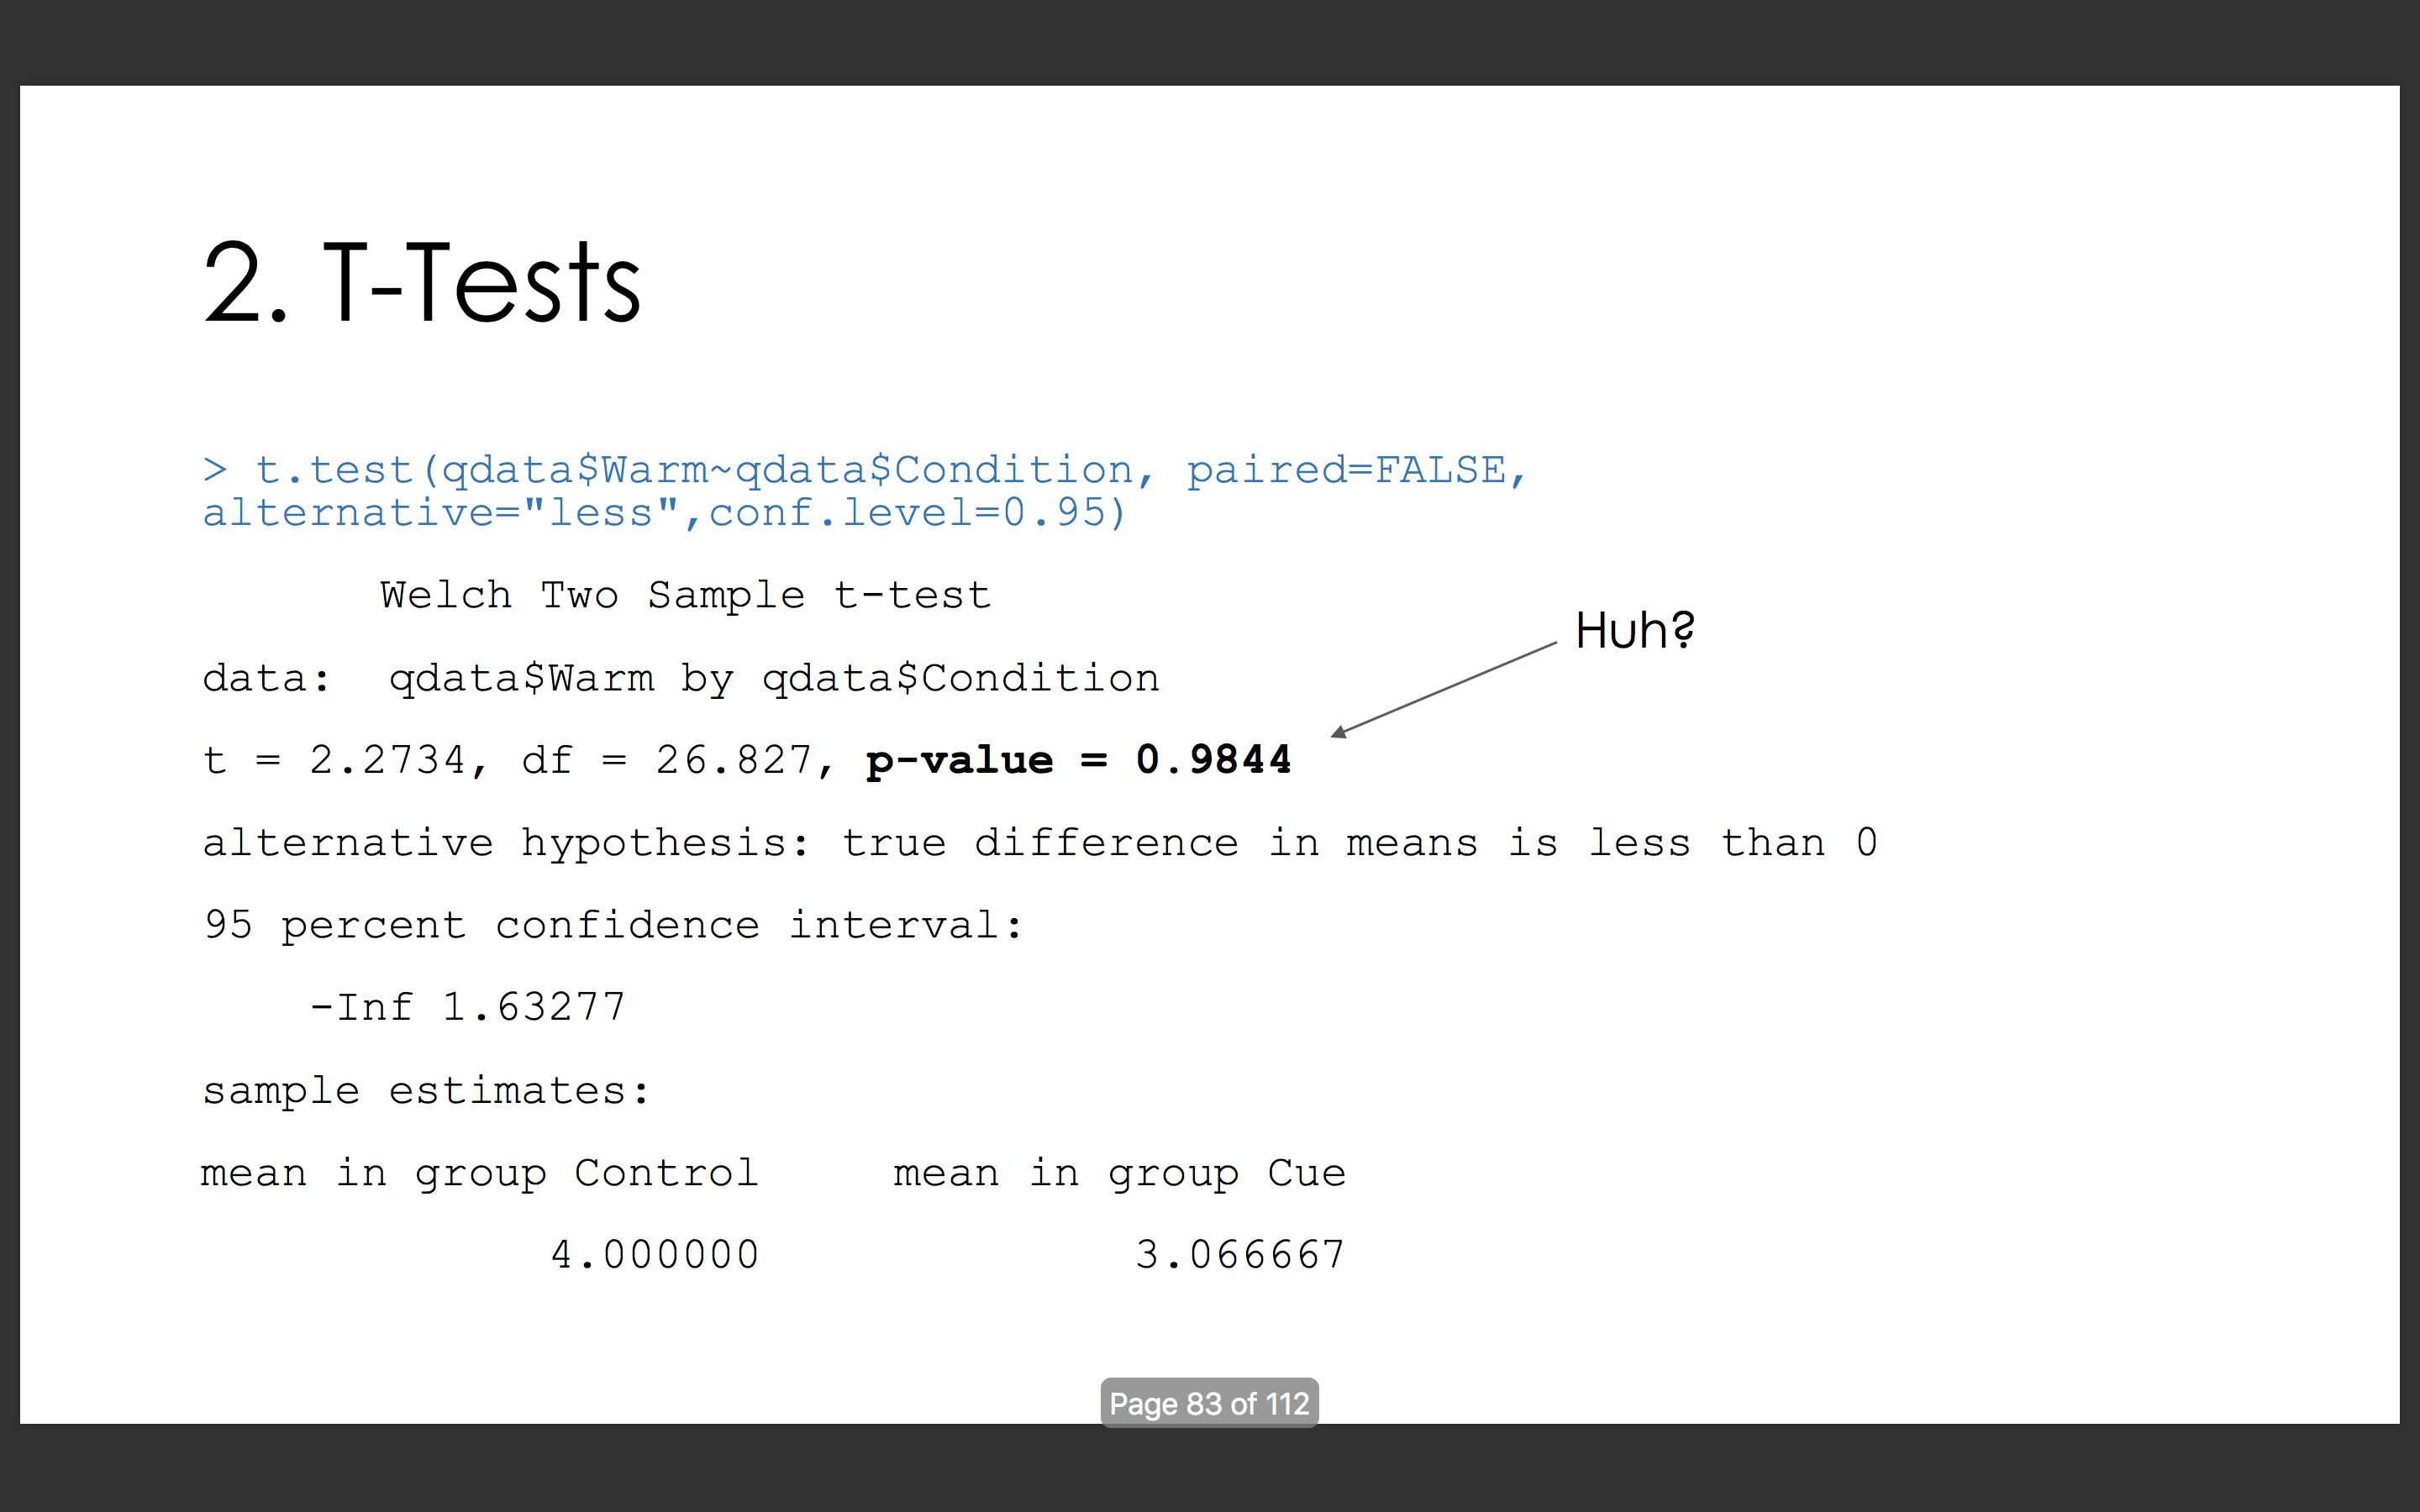 2. T-Tests
> t.test(qdata$Warm~qdata$Condition, paired=FALSE,
alternative="less",conf.level=0.95)
Welch Two Sample t-test
Huh?
data:  qdata$Warm by qdata$Condition
t = 2.2734, df = 26.827, p-value = 0.9844
alternative hypothesis: true difference in means is less than 0
95 percent confidence interval:
-Inf 1.63277
sample estimates:
mean in group Control     mean in group Cue
4.000000              3.066667
Page 83 of 112